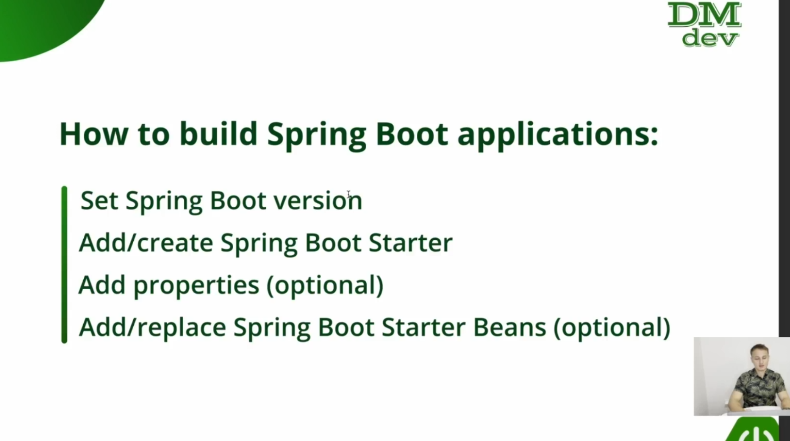 DM
dev
How to build Spring Boot applications:
Set Spring Boot version
Add/create Spring Boot Starter
Add properties (optional)
Add/replace Spring Boot Starter Beans (optional)